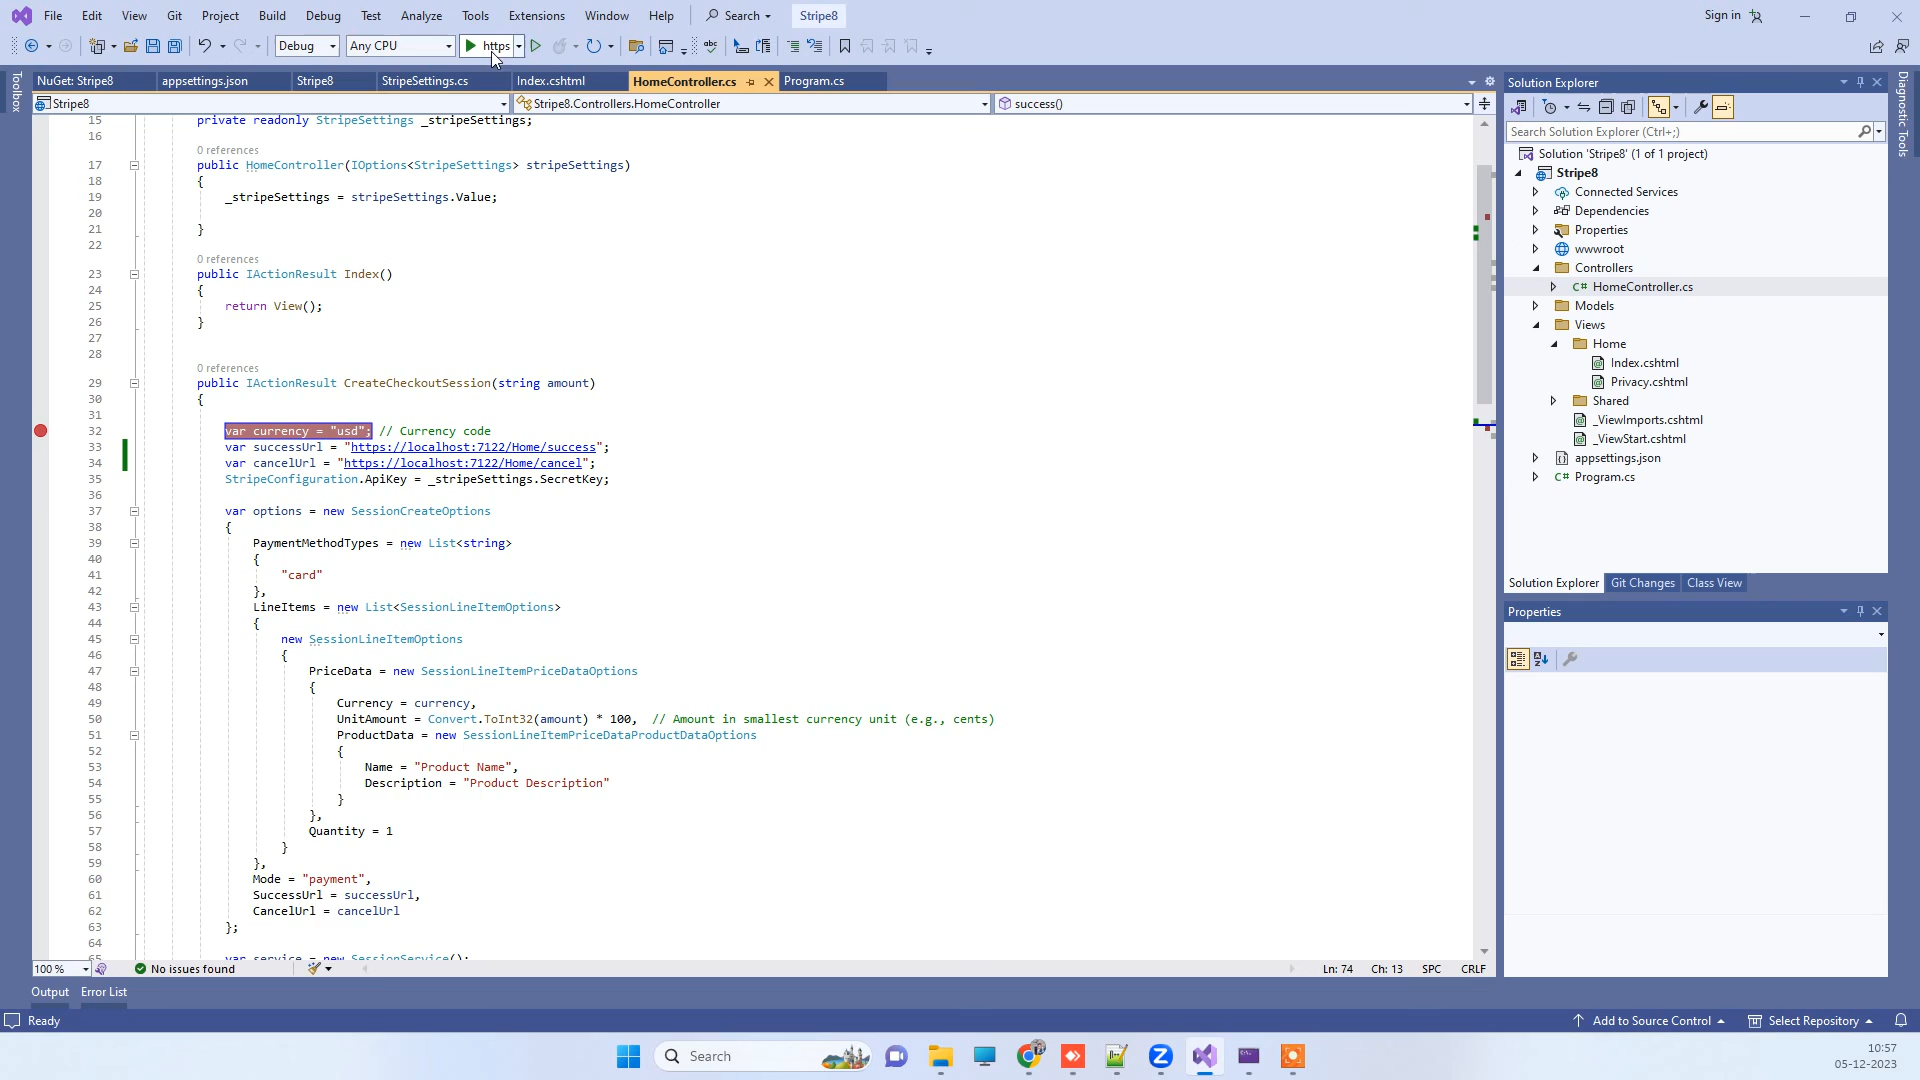 File Edit View Git Project Build Debug Test Analyze Tools Extensions Window Help Search Stripe8 Sign in
Debug Any CPU https
Toolbox
NuGet: Stripe8 appsettings.json Stripe8 StripeSettings.cs Index.cshtml HomeController.cs Program.cs
Stripe8 Stripe8.Controllers.HomeController success()
15 private readonly StripeSettings _stripeSettings;
16
0 references
17 public HomeController(IOptions<StripeSettings> stripeSettings)
18 {
19 _stripeSettings = stripeSettings.Value;
20
21 }
22
0 references
23 public IActionResult Index()
24 {
25 return View();
26 }
27
28
0 references
29 public IActionResult CreateCheckoutSession(string amount)
30 {
31
32 var currency = "usd"; // Currency code
33 var successUrl = "https://localhost:7122/Home/success";
34 var cancelUrl = "https://localhost:7122/Home/cancel";
35 StripeConfiguration.ApiKey = _stripeSettings.SecretKey;
36
37 var options = new SessionCreateOptions
38 {
39 PaymentMethodTypes = new List<string>
40 {
41 "card"
42 },
43 LineItems = new List<SessionLineItemOptions>
44 {
45 new SessionLineItemOptions
46 {
47 PriceData = new SessionLineItemPriceDataOptions
48 {
49 Currency = currency,
50 UnitAmount = Convert.ToInt32(amount) * 100, // Amount in smallest currency unit (e.g., cents)
51 ProductData = new SessionLineItemPriceDataProductDataOptions
52 {
53 Name = "Product Name",
54 Description = "Product Description"
55 }
56 },
57 Quantity = 1
58 }
59 },
60 Mode = "payment",
61 SuccessUrl = successUrl,
62 CancelUrl = cancelUrl
63 };
64
65 var service = new SessionService();
100 % No issues found Ln: 74 Ch: 13 SPC CRLF
Output Error List
Solution Explorer
Search Solution Explorer (Ctrl+;)
Solution 'Stripe8' (1 of 1 project)
Stripe8
Connected Services
Dependencies
Properties
wwwroot
Controllers
C# HomeController.cs
Models
Views
Home
Index.cshtml
Privacy.cshtml
Shared
_ViewImports.cshtml
_ViewStart.cshtml
appsettings.json
C# Program.cs
Solution Explorer Git Changes Class View
Properties
Diagnostic Tools
Ready Add to Source Control Select Repository
Search
10:57
05-12-2023